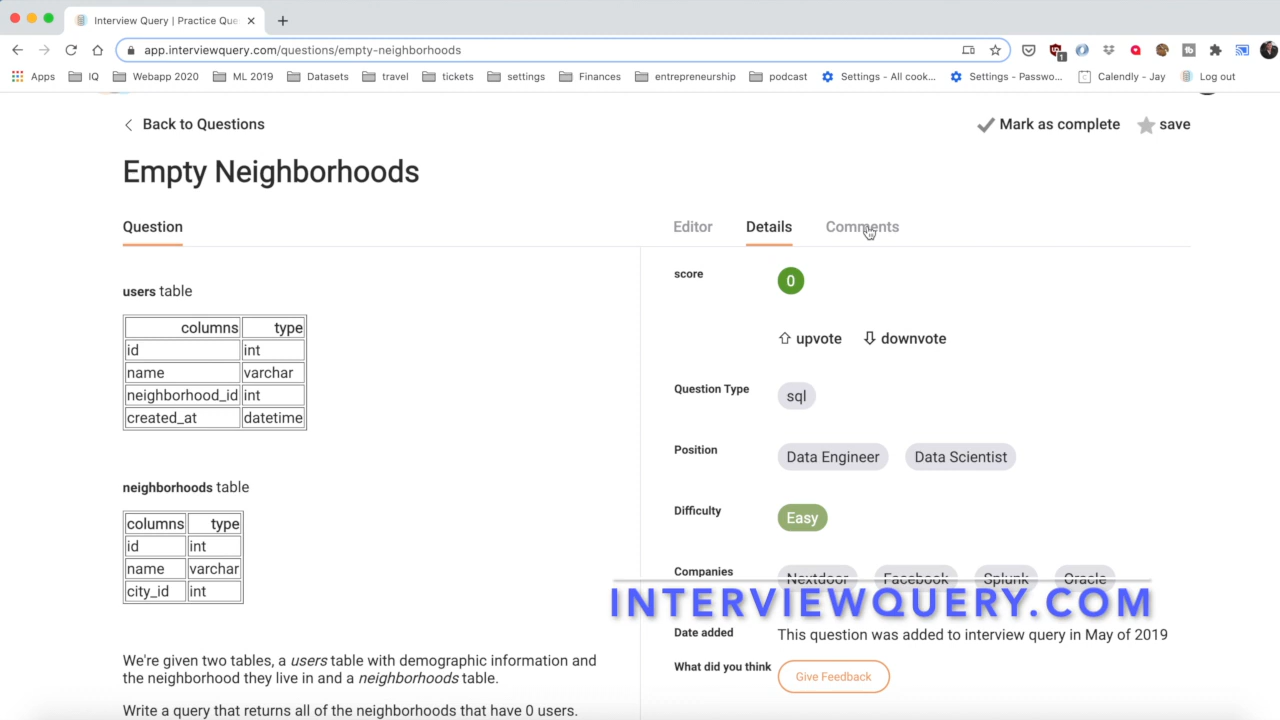 Interview Query | Practice Que
app.interviewquery.com/questions/empty-neighborhoods
Apps IQ Webapp 2020 ML 2019 Datasets travel tickets settings Finances entrepreneurship podcast Settings - All cook... Settings - Passwo... Calendly - Jay Log out
Back to Questions
Mark as complete save
Empty Neighborhoods
Question
Editor Details Comments
users table
columns type
id int
name varchar
neighborhood_id int
created_at datetime
neighborhoods table
columns type
id int
name varchar
city_id int
We're given two tables, a users table with demographic information and
the neighborhood they live in and a neighborhoods table.
Write a query that returns all of the neighborhoods that have 0 users.
score 0
upvote downvote
Question Type sql
Position Data Engineer Data Scientist
Difficulty Easy
Companies Nextdoor Facebook Splunk Oracle
INTERVIEWQUERY.COM
Date added This question was added to interview query in May of 2019
What did you think Give Feedback